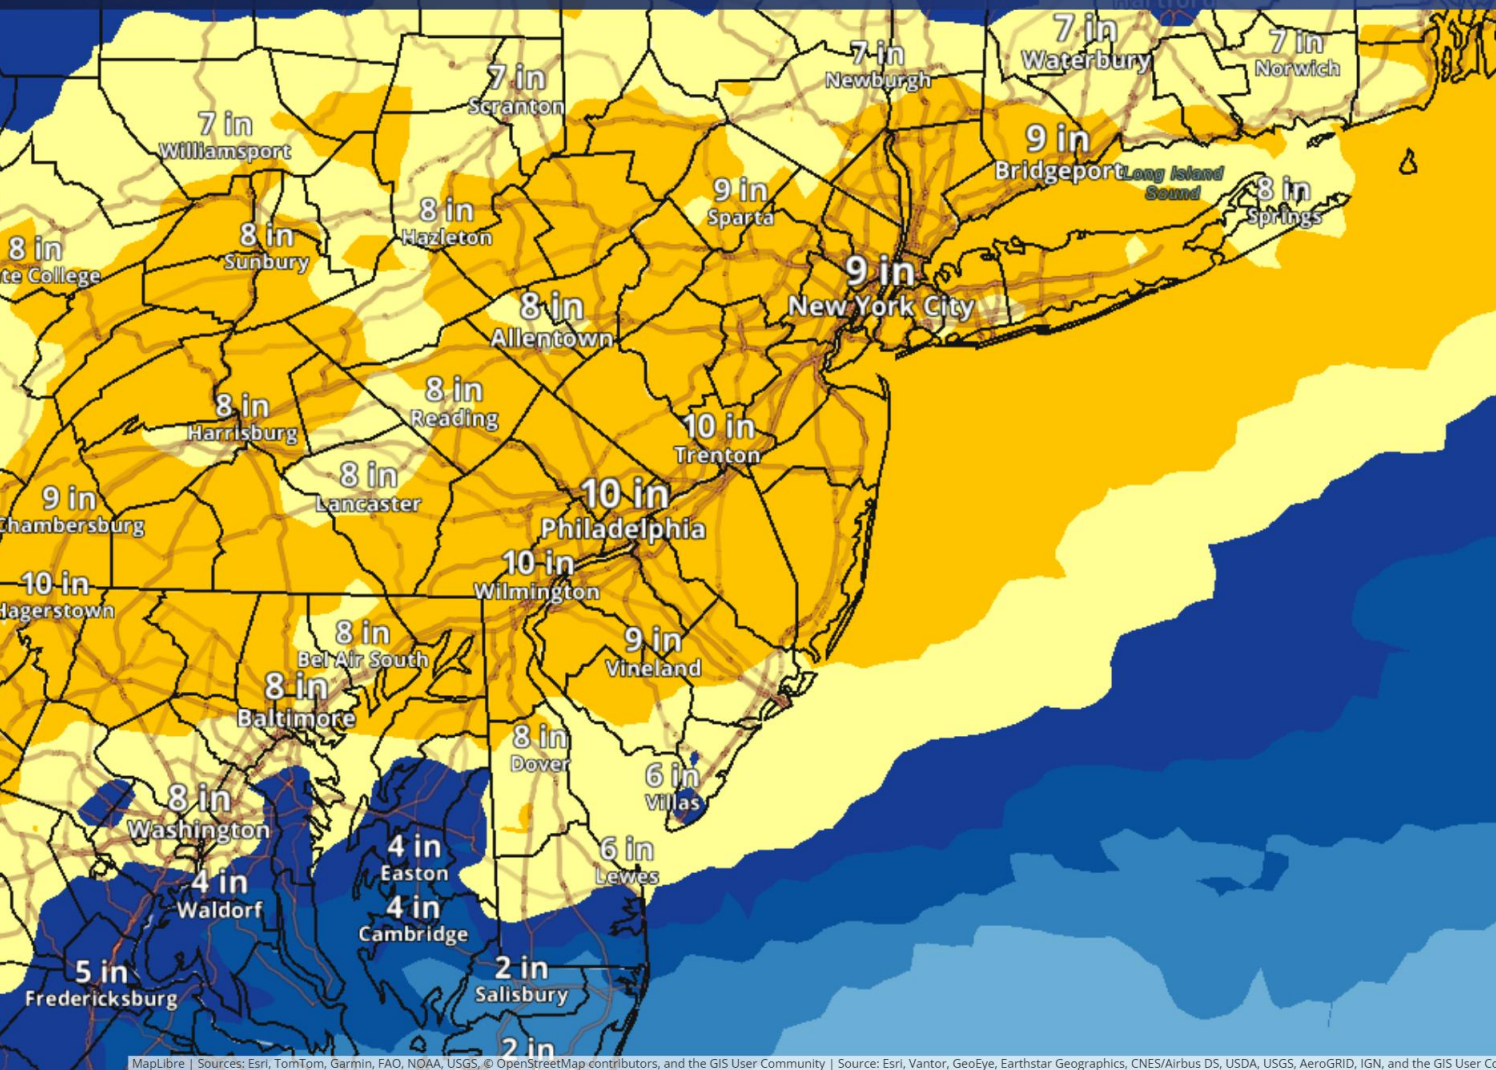 7 in
Waterbury
7 in
Norwich
7 in
Newburgh
7 in
Scranton
7 in
Williamsport
9 in
Bridgeport
Long Island
Sound
8 in
Springs
9 in
Sparta
8 in
Hazleton
8 in
Sunbury
8 in
te College
9 in
New York City
8 in
Allentown
8 in
Reading
8 in
Harrisburg
10 in
Trenton
8 in
Lancaster
10 in
Philadelphia
9 in
Chambersburg
10 in
Wilmington
10 in
Hagerstown
8 in
Bel Air South
9 in
Vineland
8 in
Baltimore
8 in
Dover
6 in
Villas
8 in
Washington
4 in
Easton
6 in
Lewes
4 in
Waldorf
4 in
Cambridge
5 in
Fredericksburg
2 in
Salisbury
2 in
MapLibre | Sources: Esri, TomTom, Garmin, FAO, NOAA, USGS, © OpenStreetMap contributors, and the GIS User Community | Source: Esri, Vantor, GeoEye, Earthstar Geographics, CNES/Airbus DS, USDA, USGS, AeroGRID, IGN, and the GIS User Co